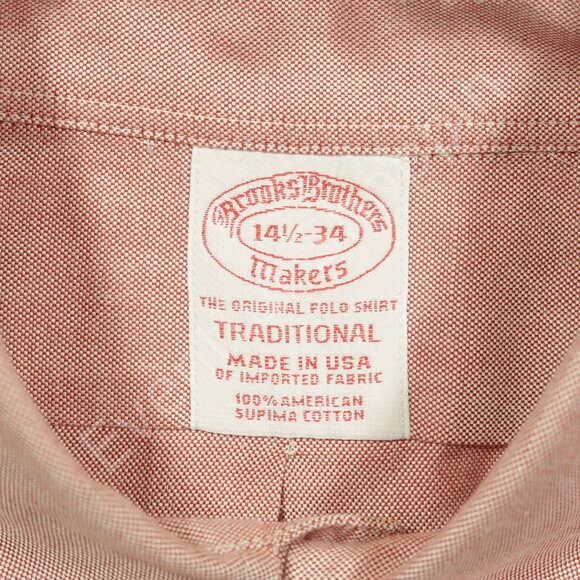 Brooks Brothers
14½-34
Makers
THE ORIGINAL POLO SHIRT
TRADITIONAL
MADE IN USA
OF IMPORTED FABRIC
100% AMERICAN
SUPIMA COTTON